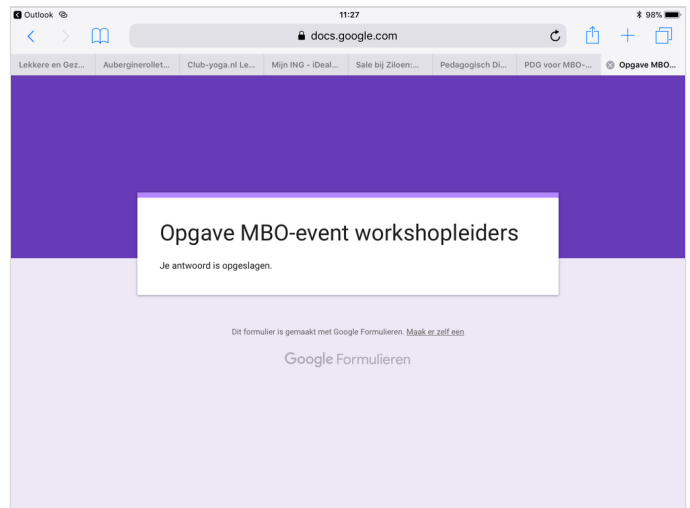 Outlook 11:27 98%
docs.google.com
Lekkere en Gez... Auberginerollet... Club-yoga.nl Le... Mijn ING - iDeal... Sale bij Ziloen:... Pedagogisch Di... PDG voor MBO-... Opgave MBO...
Opgave MBO-event workshopleiders
Je antwoord is opgeslagen.
Dit formulier is gemaakt met Google Formulieren. Maak er zelf een
Google Formulieren